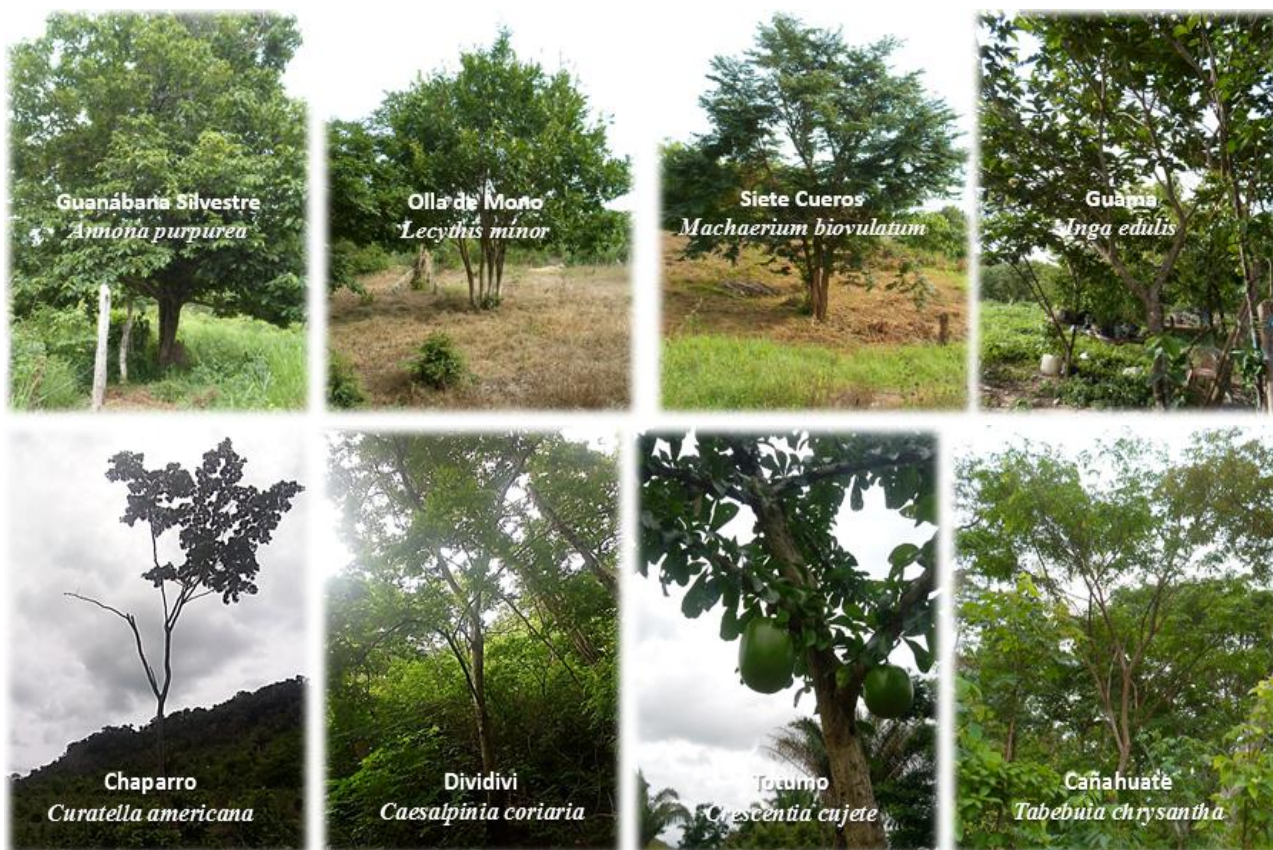 Guanábana Silvestre
Annona purpurea
Olla de Mono
Lecythis minor
Siete Cueros
Machaerium biovulatum
Guama
Inga edulis
Chaparro
Curatella americana
Dividivi
Caesalpinia coriaria
Totumo
Crescentia cujete
Cañahuate
Tabebuia chrysantha